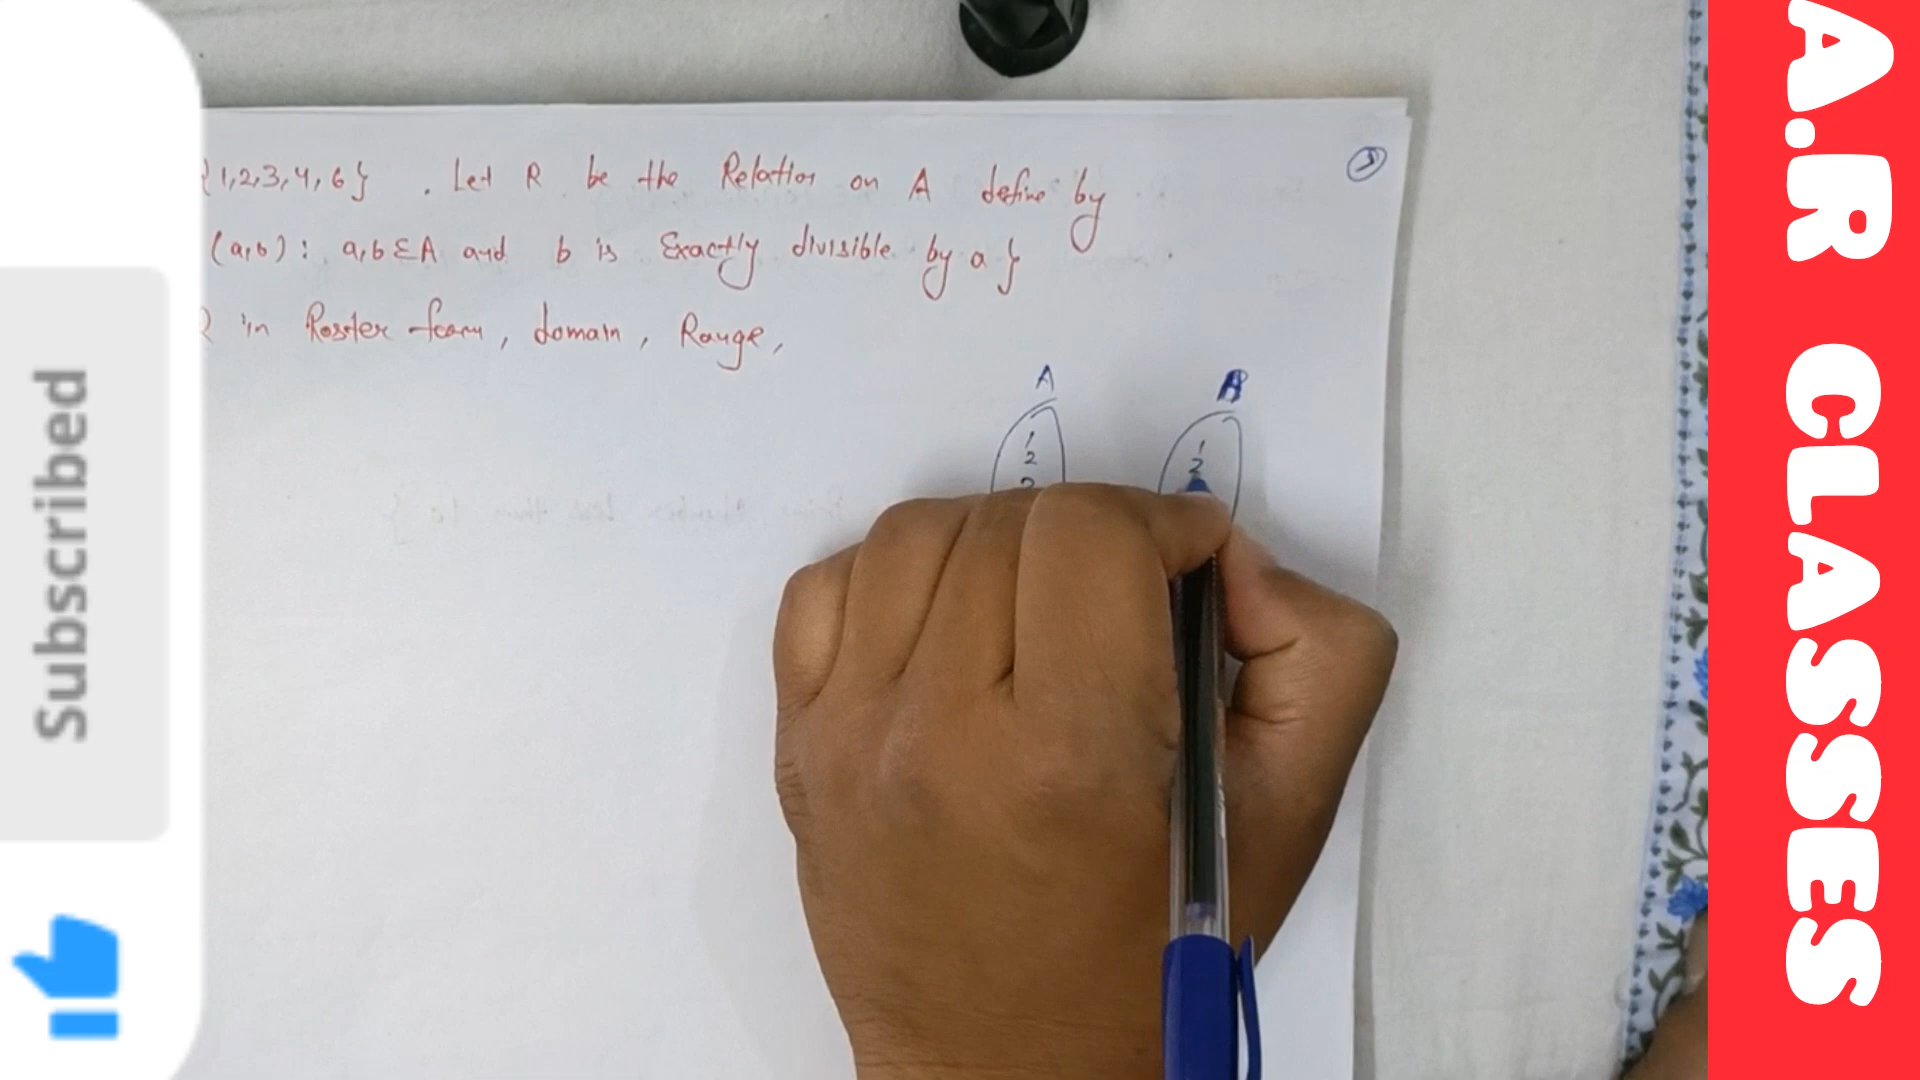 {1,2,3,4,6} . Let R be the Relation on A define by
(a,b) : a,b ε A and b is Exactly divisible by a }
R in Roster form, domain, Range,
A
1
2
1
2
Subscribed
A.R CLASSES